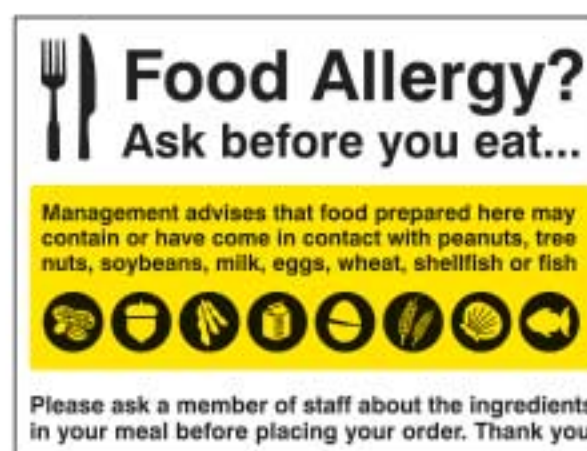 Food Allergy?
Ask before you eat...
Management advises that food prepared here may
contain or have come in contact with peanuts, tree
nuts, soybeans, milk, eggs, wheat, shellfish or fish
Please ask a member of staff about the ingredients
in your meal before placing your order. Thank you